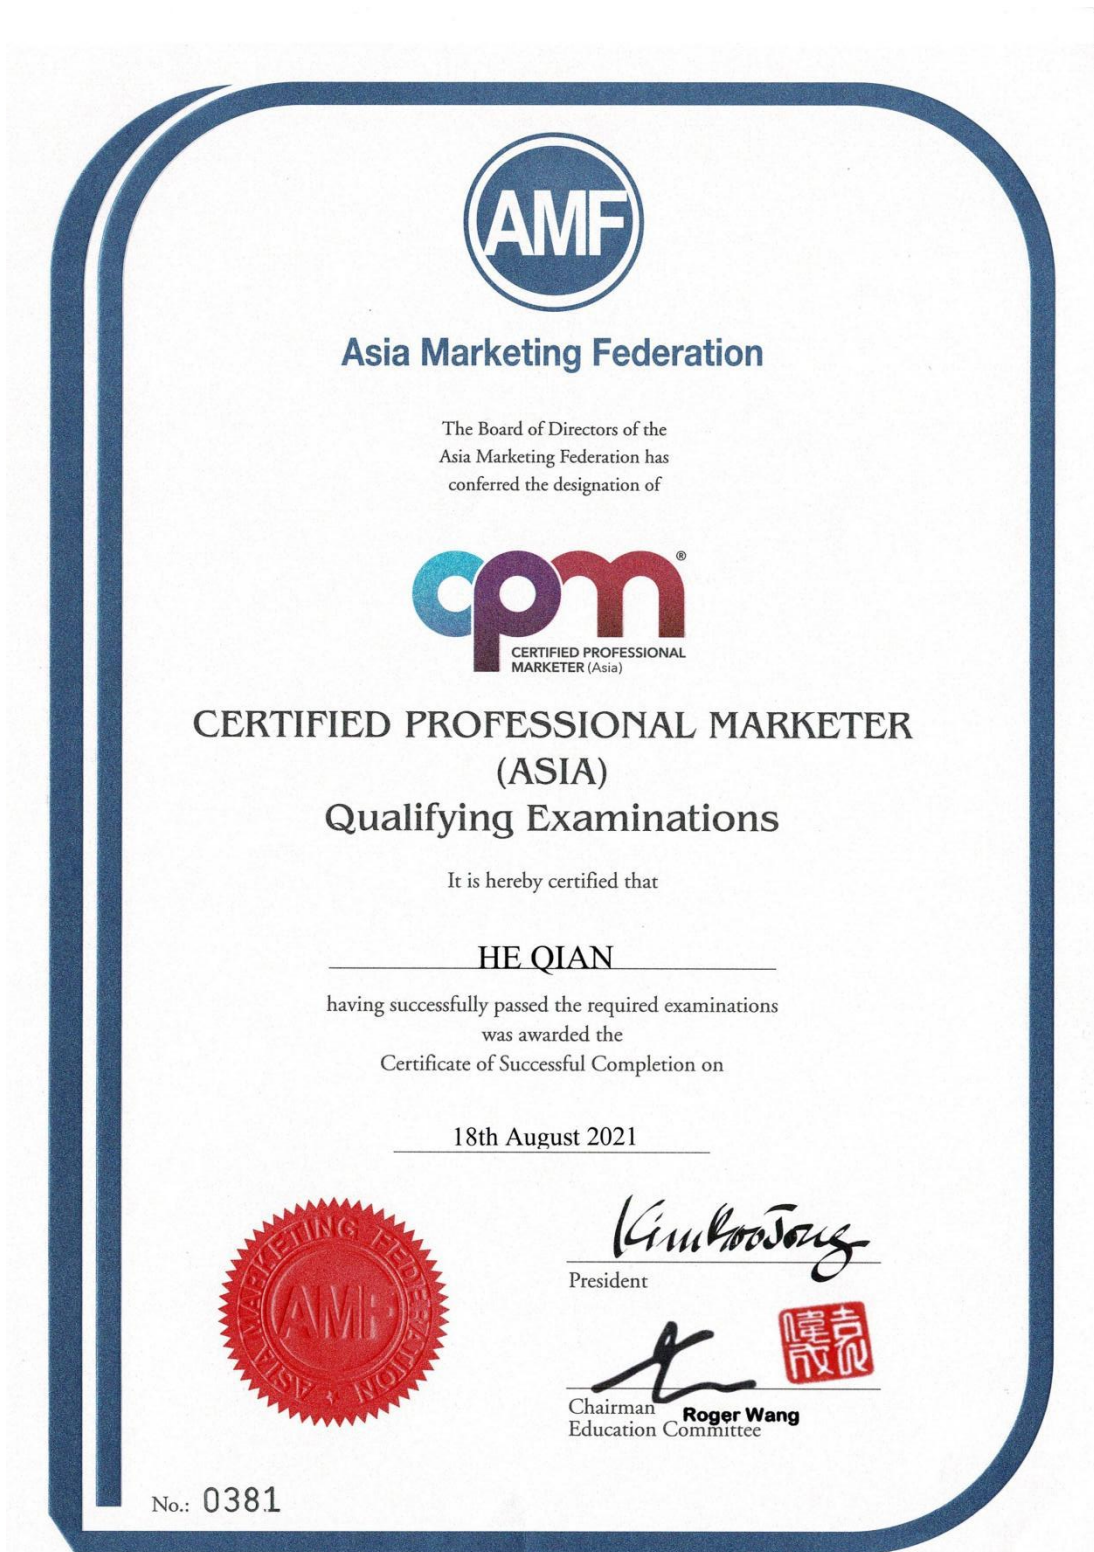 AMF
Asia Marketing Federation
The Board of Directors of the
Asia Marketing Federation has
conferred the designation of
cpm®
CERTIFIED PROFESSIONAL
MARKETER (Asia)
CERTIFIED PROFESSIONAL MARKETER
(ASIA)
Qualifying Examinations
It is hereby certified that
HE QIAN
having successfully passed the required examinations
was awarded the
Certificate of Successful Completion on
18th August 2021
ASIA MARKETING FEDERATION
AMF
President
Chairman
Roger Wang
Education Committee
No.: 0381